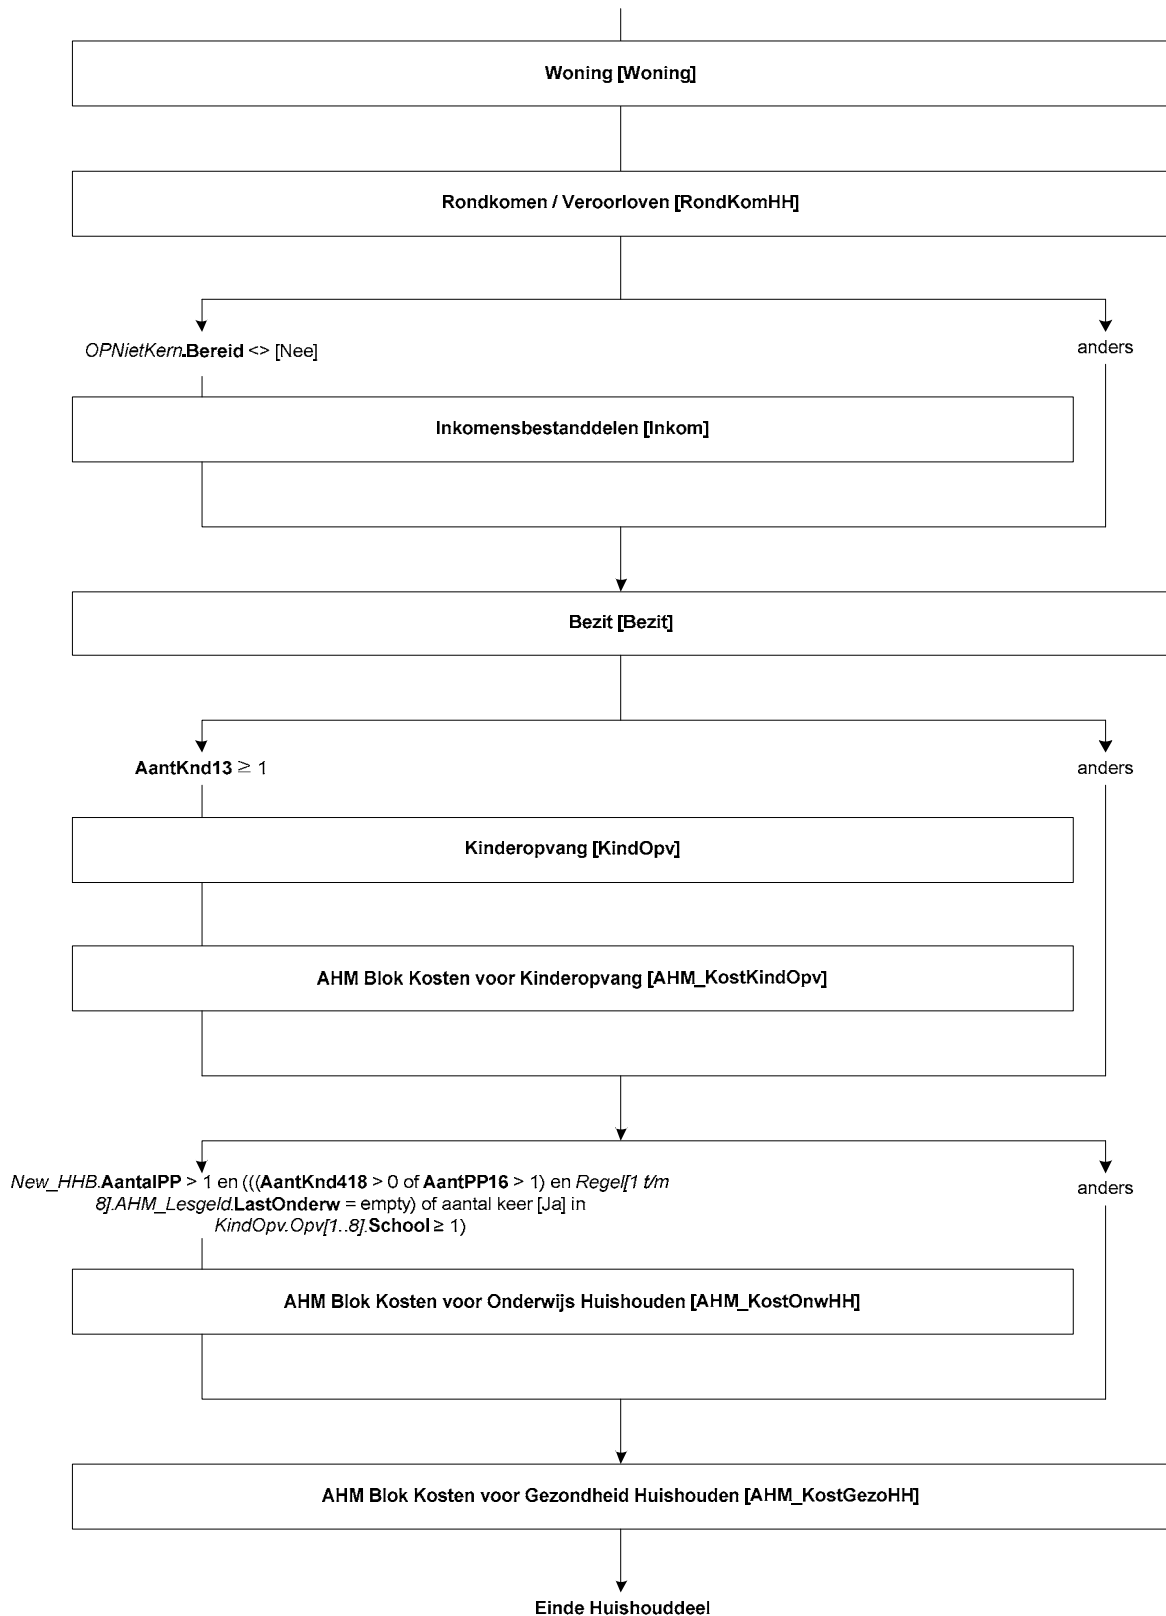 Woning [Woning]
Rondkomen / Veroorloven [RondKomHH]
OPNietKern.Bereid <> [Nee]
anders
Inkomensbestanddelen [Inkom]
Bezit [Bezit]
AantKnd13 ≥ 1
anders
Kinderopvang [KindOpv]
AHM Blok Kosten voor Kinderopvang [AHM_KostKindOpv]
New_HHB.AantalPP > 1 en (((AantKnd418 > 0 of AantPP16 > 1) en Regel[1 t/m
8].AHM_Lesgeld.LastOnderw = empty) of aantal keer [Ja] in
KindOpv.Opv[1..8].School ≥ 1)
anders
AHM Blok Kosten voor Onderwijs Huishouden [AHM_KostOnwHH]
AHM Blok Kosten voor Gezondheid Huishouden [AHM_KostGezoHH]
Einde Huishouddeel